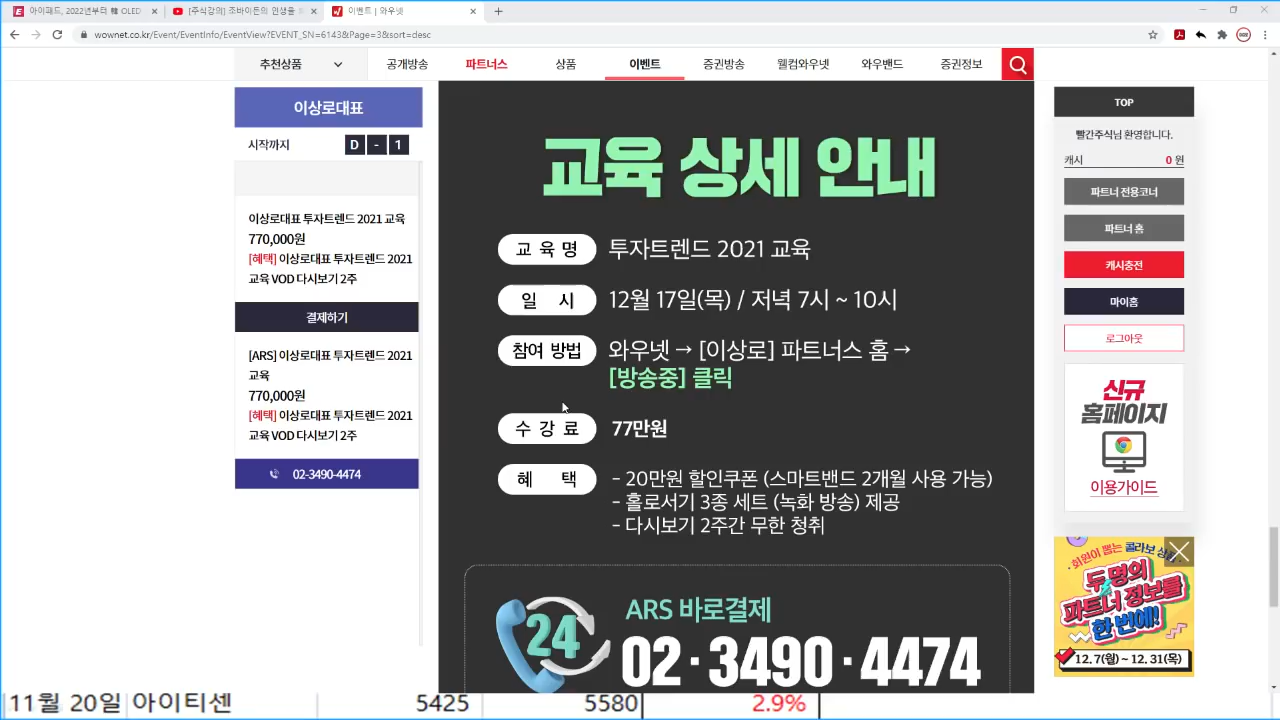 아이패드, 2022년부터 韓 OLED
[주식강의] 조바이든의 인생을
이벤트 | 와우넷
wownet.co.kr/Event/EventInfo/EventView?EVENT_SN=6143&Page=3&sort=desc
추천상품 공개방송 파트너스 상품 이벤트 증권방송 웰컴와우넷 와우밴드 증권정보
이상로대표
시작까지 D - 1
이상로대표 투자트렌드 2021 교육
770,000원
[혜택] 이상로대표 투자트렌드 2021
교육 VOD 다시보기 2주
결제하기
[ARS] 이상로대표 투자트렌드 2021
교육
770,000원
[혜택] 이상로대표 투자트렌드 2021
교육 VOD 다시보기 2주
02-3490-4474
교육 상세 안내
교 육 명 투자트렌드 2021 교육
일 시 12월 17일(목) / 저녁 7시 ~ 10시
참여 방법 와우넷 → [이상로] 파트너스 홈 →
[방송중] 클릭
수 강 료 77만원
혜 택 - 20만원 할인쿠폰 (스마트밴드 2개월 사용 가능)
- 홀로서기 3종 세트 (녹화 방송) 제공
- 다시보기 2주간 무한 청취
24
ARS 바로결제
02·3490·4474
TOP
빨간주식님 환영합니다.
캐시 0 원
파트너 전용코너
파트너 홈
캐시충전
마이홈
로그아웃
신규
홈페이지
이용가이드
회원이 뽑는 콜라보 상
두 명의
파트너 정보를
한 번에!
12.7(월) ~ 12.31(목)
11월 20일 아이티센 5425 5580 2.9%